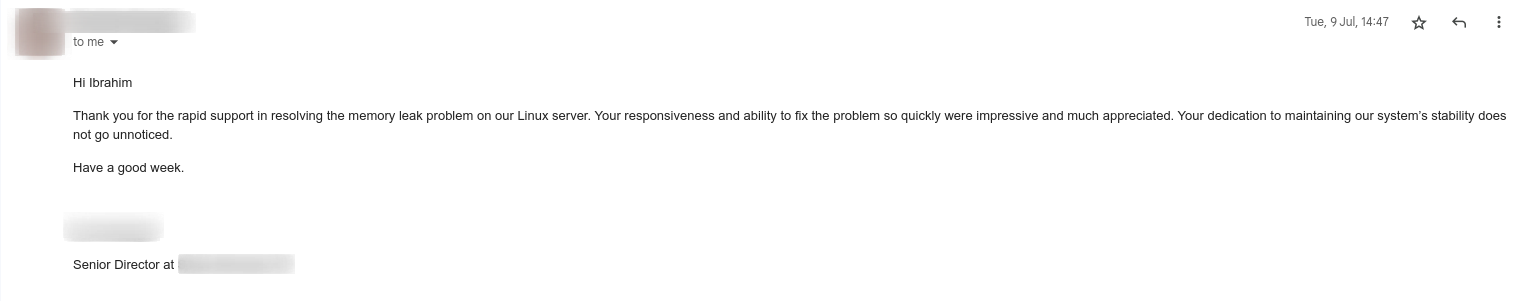 Tue, 9 Jul, 14:47
to me
Hi Ibrahim
Thank you for the rapid support in resolving the memory leak problem on our Linux server. Your responsiveness and ability to fix the problem so quickly were impressive and much appreciated. Your dedication to maintaining our system’s stability does
not go unnoticed.
Have a good week.
Senior Director at